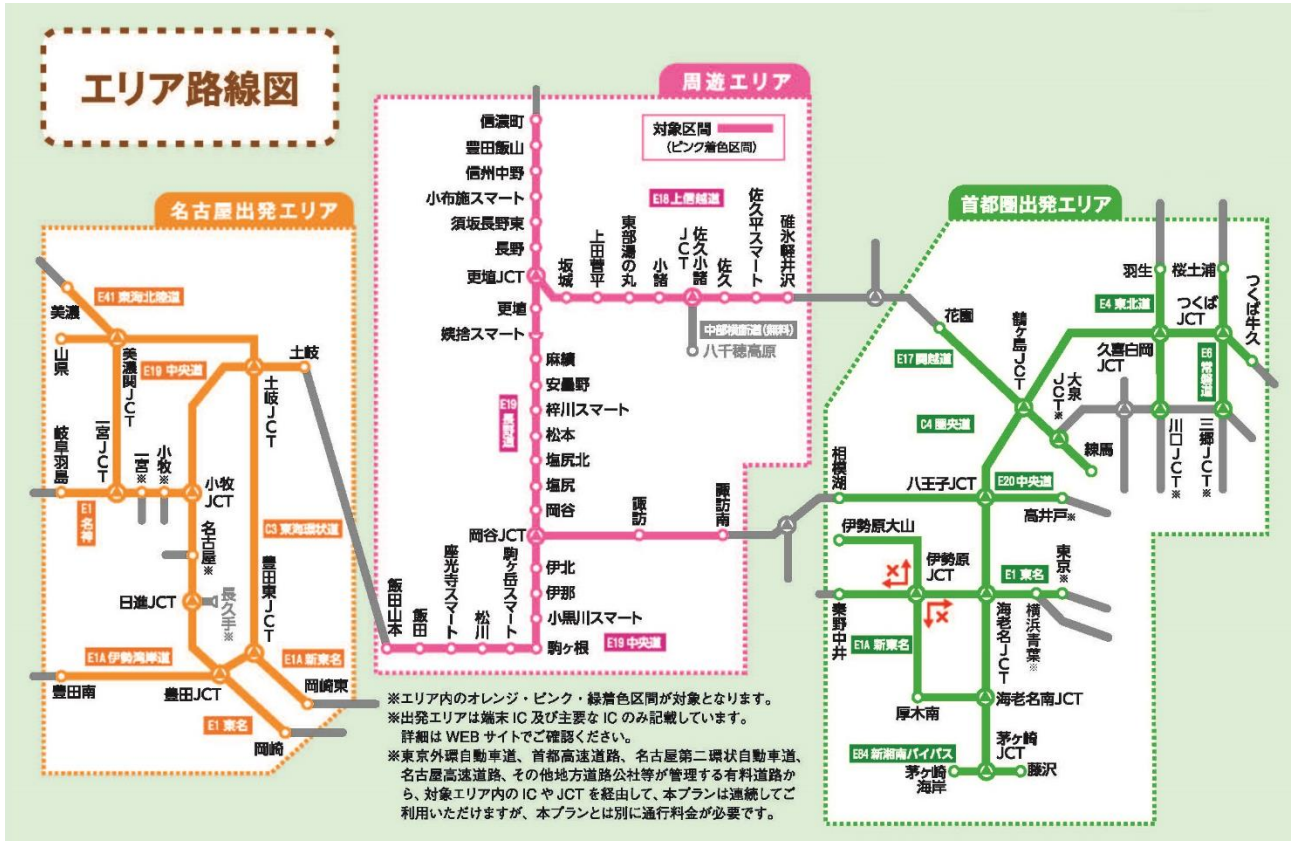 エリア路線図
名古屋出発エリア
E41 東海北陸道
美濃
山県
美濃関JCT
E19 中央道
土岐
土岐JCT
岐阜羽島
一宮JCT
一宮※
小牧※
小牧JCT
E1 名神
名古屋※
C3 東海環状道
日進JCT
長久手※
豊田東JCT
E1A 伊勢湾岸道
豊田南
豊田JCT
E1A 新東名
岡崎東
E1 東名
岡崎
周遊エリア
対象区間
(ピンク着色区間)
信濃町
豊田飯山
信州中野
小布施スマート
須坂長野東
長野
更埴JCT
更埴
姨捨スマート
麻績
安曇野
梓川スマート
松本
塩尻北
塩尻
岡谷
岡谷JCT
E19 長野道
E18 上信越道
坂城
上田菅平
東部湯の丸
小諸
佐久小諸JCT
佐久
佐久平スマート
碓氷軽井沢
中部横断道(無料)
八千穂高原
諏訪
諏訪南
伊北
伊那
小黒川スマート
駒ヶ根
E19 中央道
駒ヶ岳スマート
松川
座光寺スマート
飯田
飯田山本
首都圏出発エリア
羽生
桜土浦
E4 東北道
つくばJCT
つくば牛久
花園
鶴ヶ島JCT
久喜白岡JCT
E6 常磐道
E17 関越道
大泉JCT※
C4 圏央道
練馬
川口JCT※
三郷JCT※
相模湖
八王子JCT
E20 中央道
高井戸※
伊勢原大山
伊勢原JCT
E1 東名
東京※
秦野中井
海老名JCT
横浜青葉※
E1A 新東名
厚木南
海老名南JCT
茅ヶ崎JCT
E84 新湘南バイパス
茅ヶ崎海岸
藤沢
※エリア内のオレンジ・ピンク・緑着色区間が対象となります。
※出発エリアは端末 IC 及び主要な IC のみ記載しています。
詳細は WEB サイトでご確認ください。
※東京外環自動車道、首都高速道路、名古屋第二環状自動車道、
名古屋高速道路、その他地方道路公社等が管理する有料道路か
ら、対象エリア内の IC や JCT を経由して、本プランは連続してご
利用いただけますが、本プランとは別に通行料金が必要です。